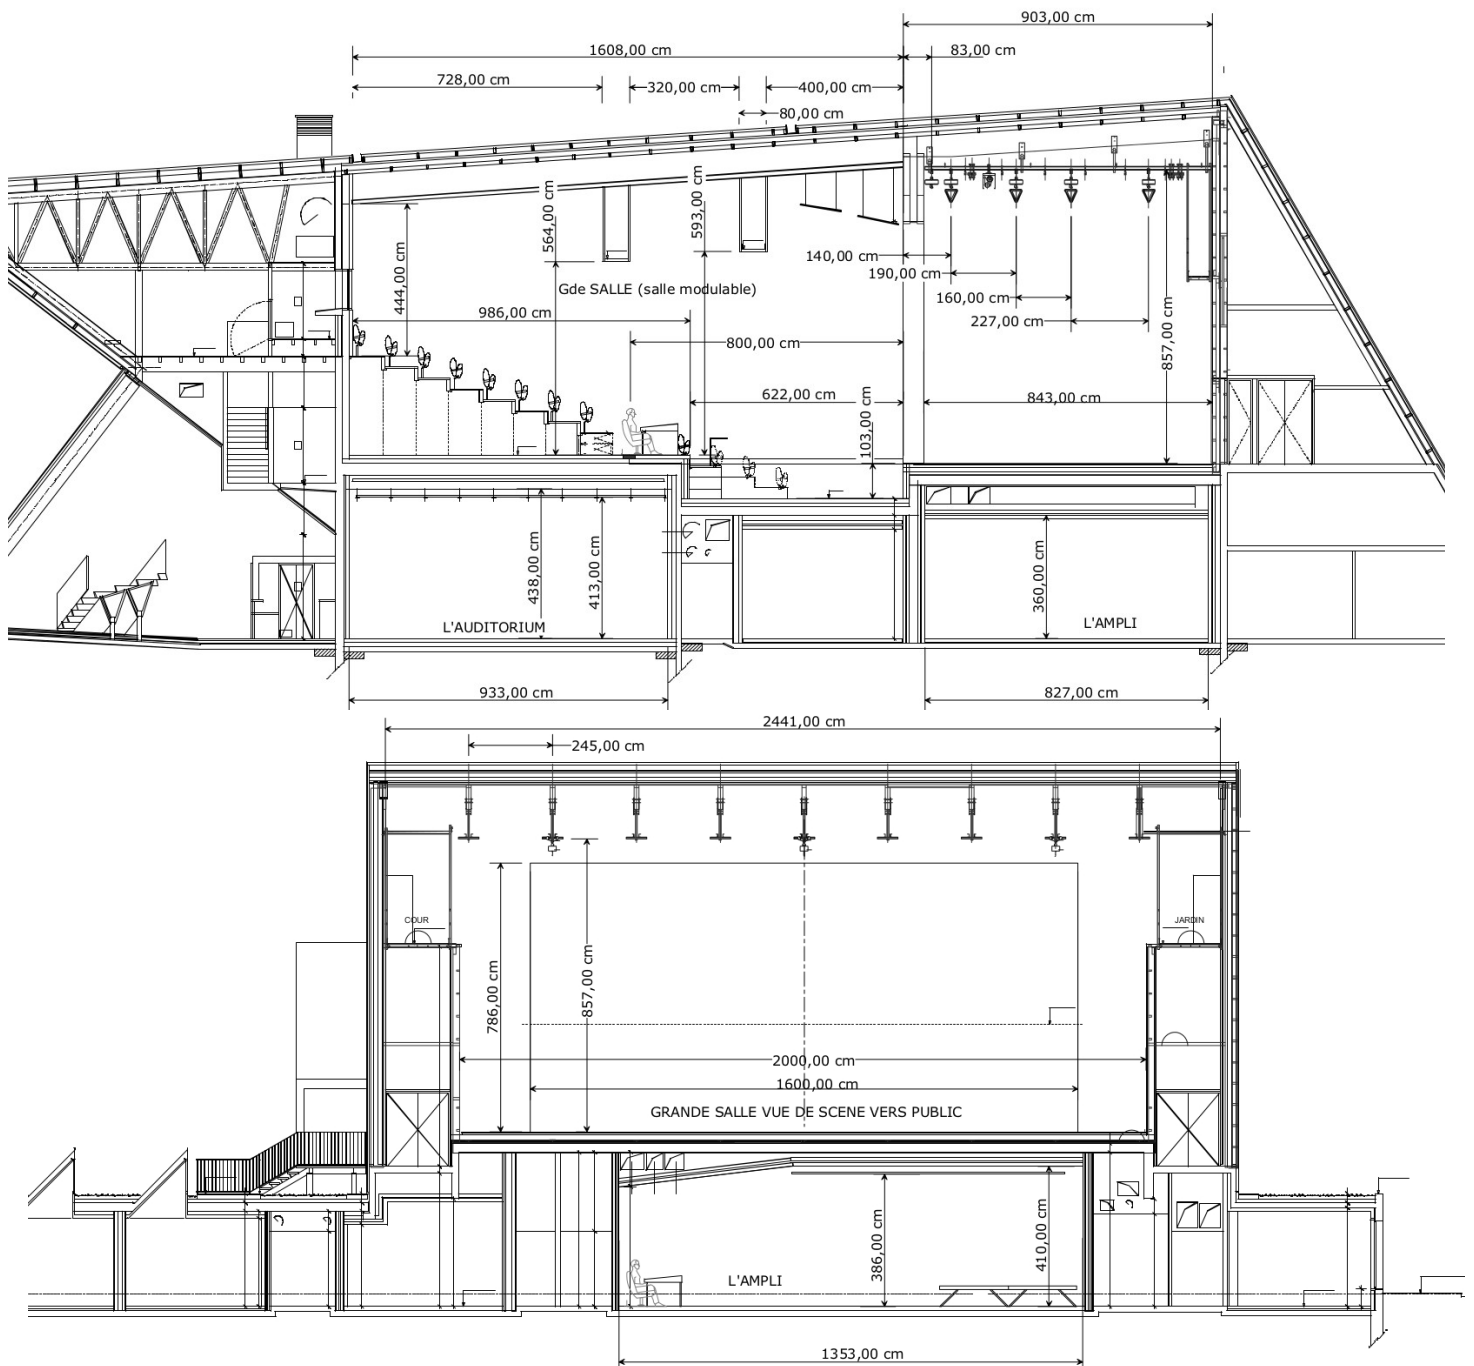 903,00 cm
1608,00 cm
83,00 cm
728,00 cm
320,00 cm
400,00 cm
80,00 cm
564,00 cm
593,00 cm
444,00 cm
140,00 cm
190,00 cm
Gde SALLE (salle modulable)
160,00 cm
986,00 cm
227,00 cm
800,00 cm
857,00 cm
622,00 cm
843,00 cm
103,00 cm
438,00 cm
413,00 cm
360,00 cm
L'AUDITORIUM
L'AMPLI
933,00 cm
827,00 cm
2441,00 cm
245,00 cm
COUR
JARDIN
786,00 cm
857,00 cm
2000,00 cm
1600,00 cm
GRANDE SALLE VUE DE SCENE VERS PUBLIC
386,00 cm
410,00 cm
L'AMPLI
1353,00 cm